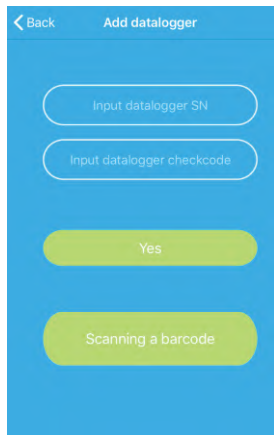 Back Add datalogger
Input datalogger SN
Input datalogger checkcode
Yes
Scanning a barcode